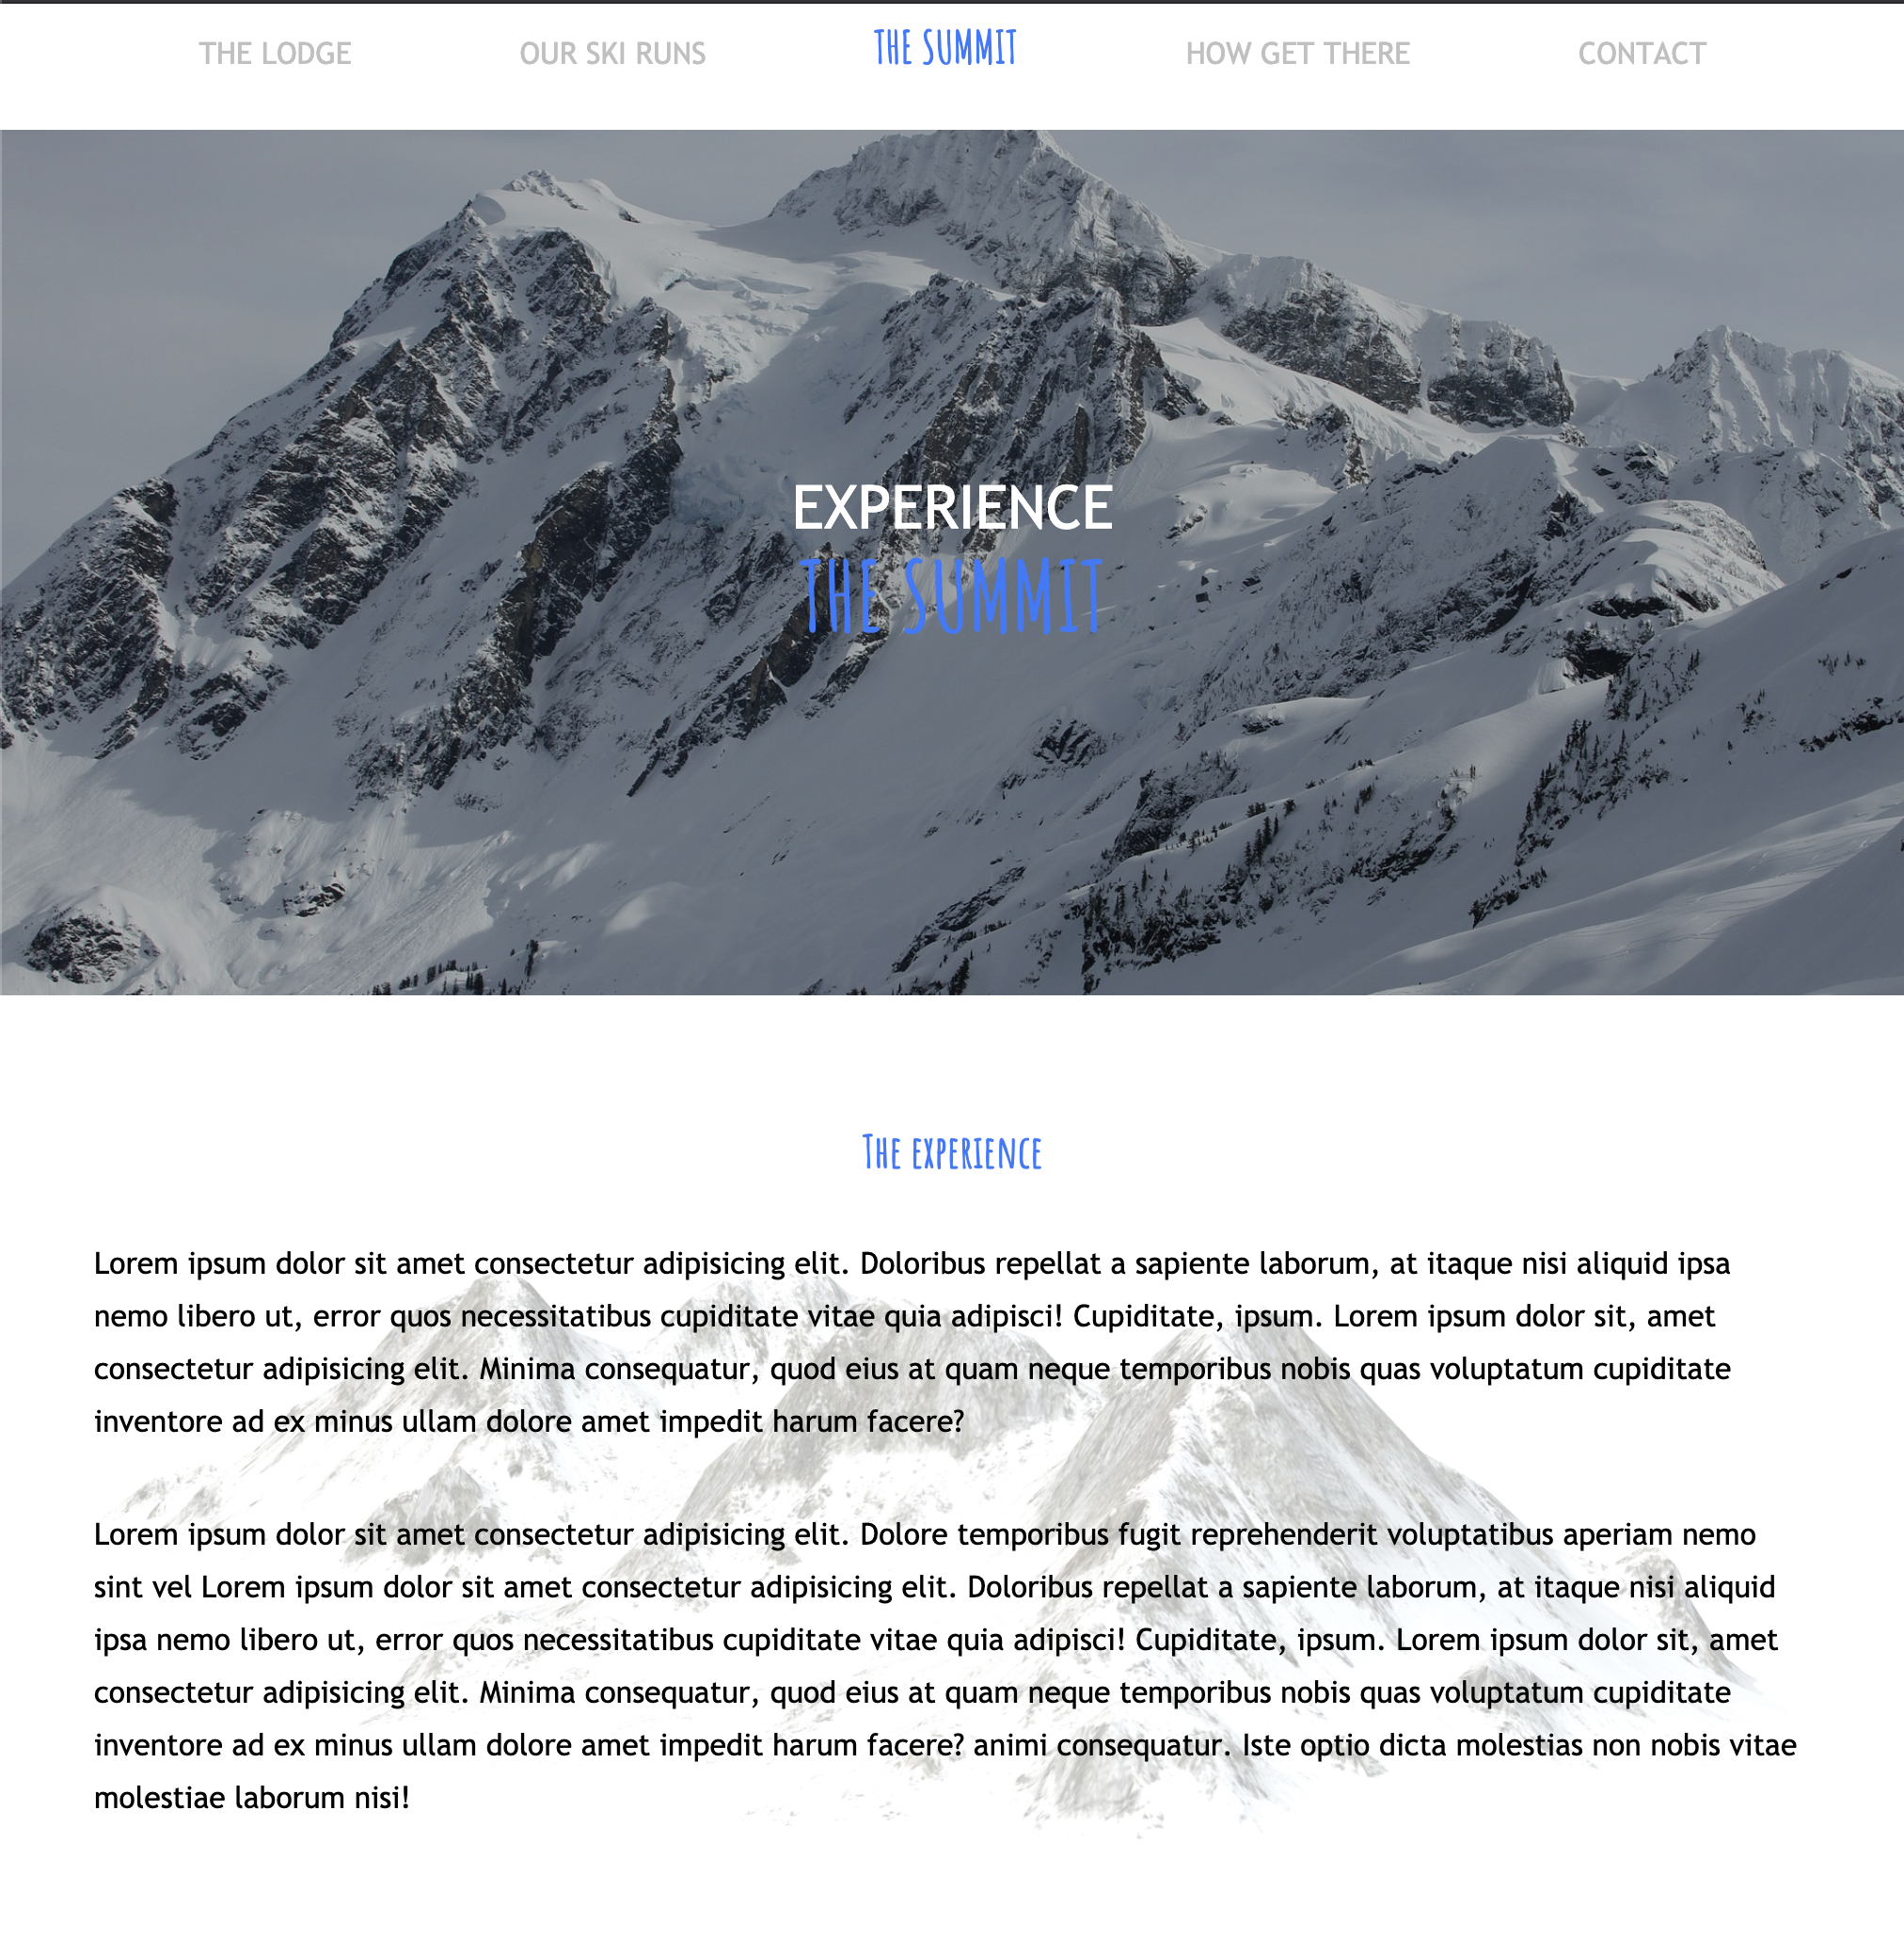 THE LODGE OUR SKI RUNS THE SUMMIT HOW GET THERE CONTACT
EXPERIENCE
THE SUMMIT
The experience
Lorem ipsum dolor sit amet consectetur adipisicing elit. Doloribus repellat a sapiente laborum, at itaque nisi aliquid ipsa
nemo libero ut, error quos necessitatibus cupiditate vitae quia adipisci! Cupiditate, ipsum. Lorem ipsum dolor sit, amet
consectetur adipisicing elit. Minima consequatur, quod eius at quam neque temporibus nobis quas voluptatum cupiditate
inventore ad ex minus ullam dolore amet impedit harum facere?
Lorem ipsum dolor sit amet consectetur adipisicing elit. Dolore temporibus fugit reprehenderit voluptatibus aperiam nemo
sint vel Lorem ipsum dolor sit amet consectetur adipisicing elit. Doloribus repellat a sapiente laborum, at itaque nisi aliquid
ipsa nemo libero ut, error quos necessitatibus cupiditate vitae quia adipisci! Cupiditate, ipsum. Lorem ipsum dolor sit, amet
consectetur adipisicing elit. Minima consequatur, quod eius at quam neque temporibus nobis quas voluptatum cupiditate
inventore ad ex minus ullam dolore amet impedit harum facere? animi consequatur. Iste optio dicta molestias non nobis vitae
molestiae laborum nisi!